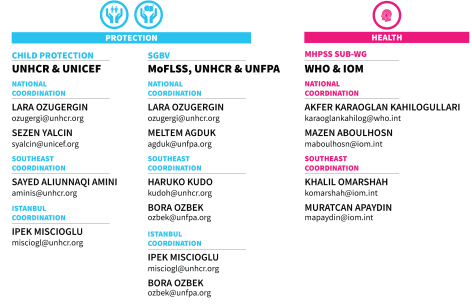 PROTECTION
CHILD PROTECTION
UNHCR & UNICEF
NATIONAL
COORDINATION
LARA OZUGERGIN
ozugergi@unhcr.org
SEZEN YALCIN
syalcin@unicef.org
SOUTHEAST
COORDINATION
SAYED ALIUNNAQI AMINI
aminis@unhcr.org
ISTANBUL
COORDINATION
IPEK MISCIOGLU
misciogl@unhcr.org
SGBV
MoFLSS, UNHCR & UNFPA
NATIONAL
COORDINATION
LARA OZUGERGIN
ozugergi@unhcr.org
MELTEM AGDUK
agduk@unfpa.org
SOUTHEAST
COORDINATION
HARUKO KUDO
kudoh@unhcr.org
BORA OZBEK
ozbek@unfpa.org
ISTANBUL
COORDINATION
IPEK MISCIOGLU
misciogl@unhcr.org
BORA OZBEK
ozbek@unfpa.org
HEALTH
MHPSS SUB-WG
WHO & IOM
NATIONAL
COORDINATION
AKFER KARAOGLAN KAHILOGULLARI
karaoglankahilog@who.int
MAZEN ABOULHOSN
maboulhosn@iom.int
SOUTHEAST
COORDINATION
KHALIL OMARSHAH
komarshah@iom.int
MURATCAN APAYDIN
mapaydin@iom.int